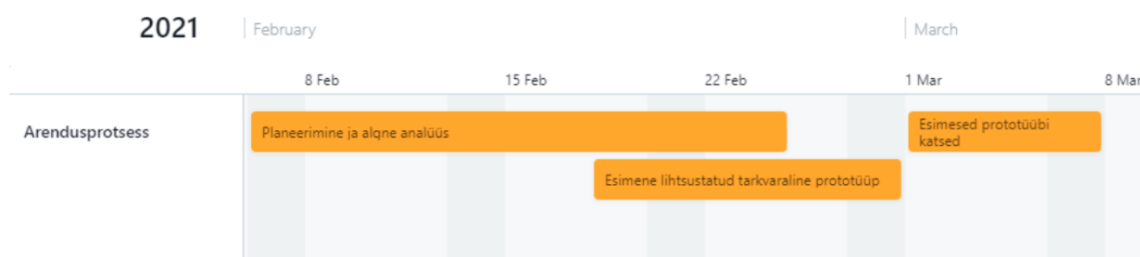 2021
February
March
8 Feb
15 Feb
22 Feb
1 Mar
8 Mar
Arendusprotsess
Planeerimine ja algne analüüs
Esimesed prototüübi
katsed
Esimene lihtsustatud tarkvaraline prototüüp